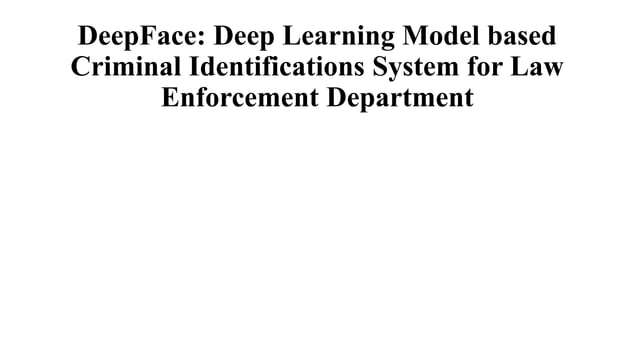 DeepFace: Deep Learning Model based
Criminal Identifications System for Law
Enforcement Department